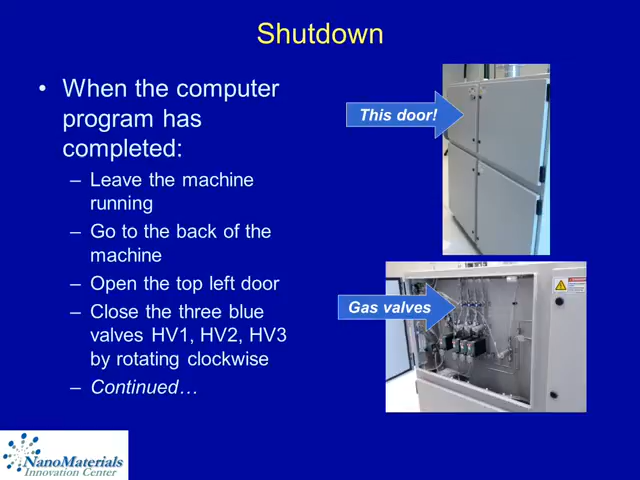 Shutdown
• When the computer
program has
completed:
– Leave the machine
running
– Go to the back of the
machine
– Open the top left door
– Close the three blue
valves HV1, HV2, HV3
by rotating clockwise
– Continued…
This door!
Gas valves
NanoMaterials
Innovation Center